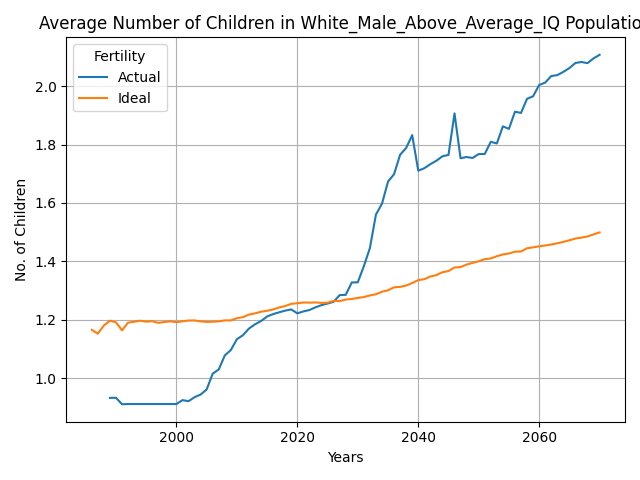 Average Number of Children in White_Male_Above_Average_IQ Populatio
Fertility
Actual
Ideal
2.0
1.8
1.6
1.4
1.2
1.0
No. of Children
2000 2020 2040 2060
Years